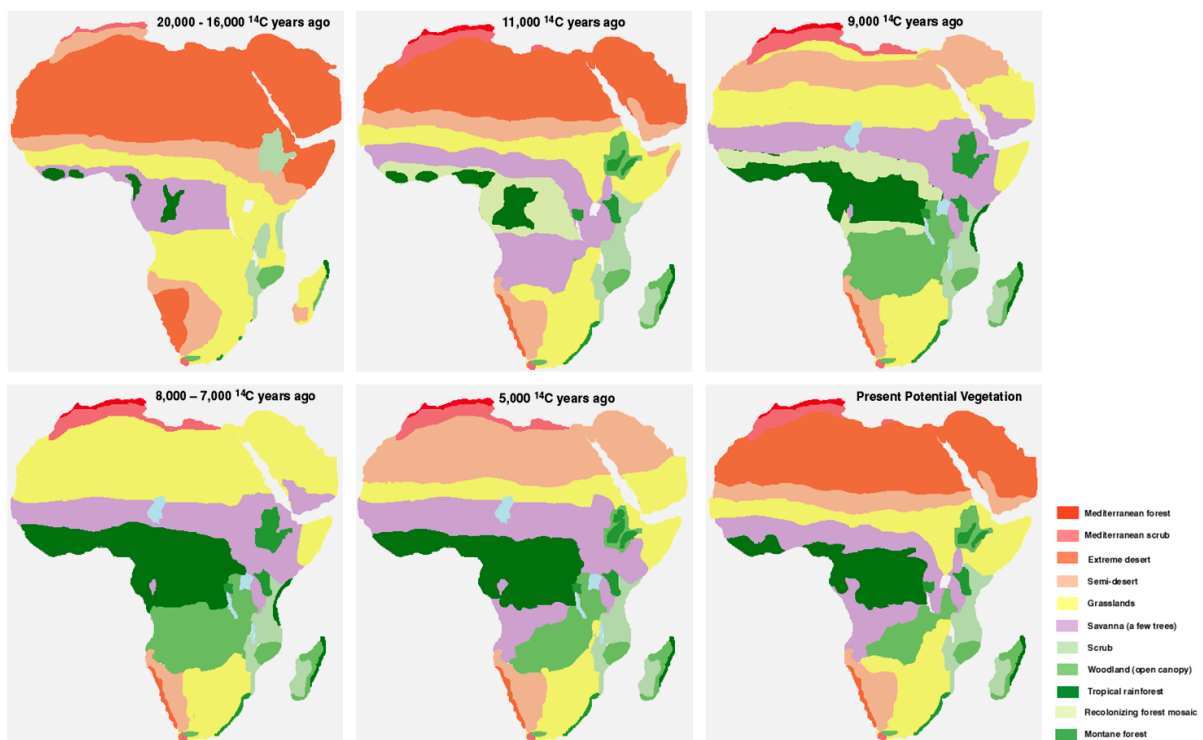 20,000 - 16,000 ¹⁴C years ago
11,000 ¹⁴C years ago
9,000 ¹⁴C years ago
8,000 – 7,000 ¹⁴C years ago
5,000 ¹⁴C years ago
Present Potential Vegetation
Mediterranean forest
Mediterranean scrub
Extreme desert
Semi-desert
Grasslands
Savanna (a few trees)
Scrub
Woodland (open canopy)
Tropical rainforest
Recolonizing forest mosaic
Montane forest